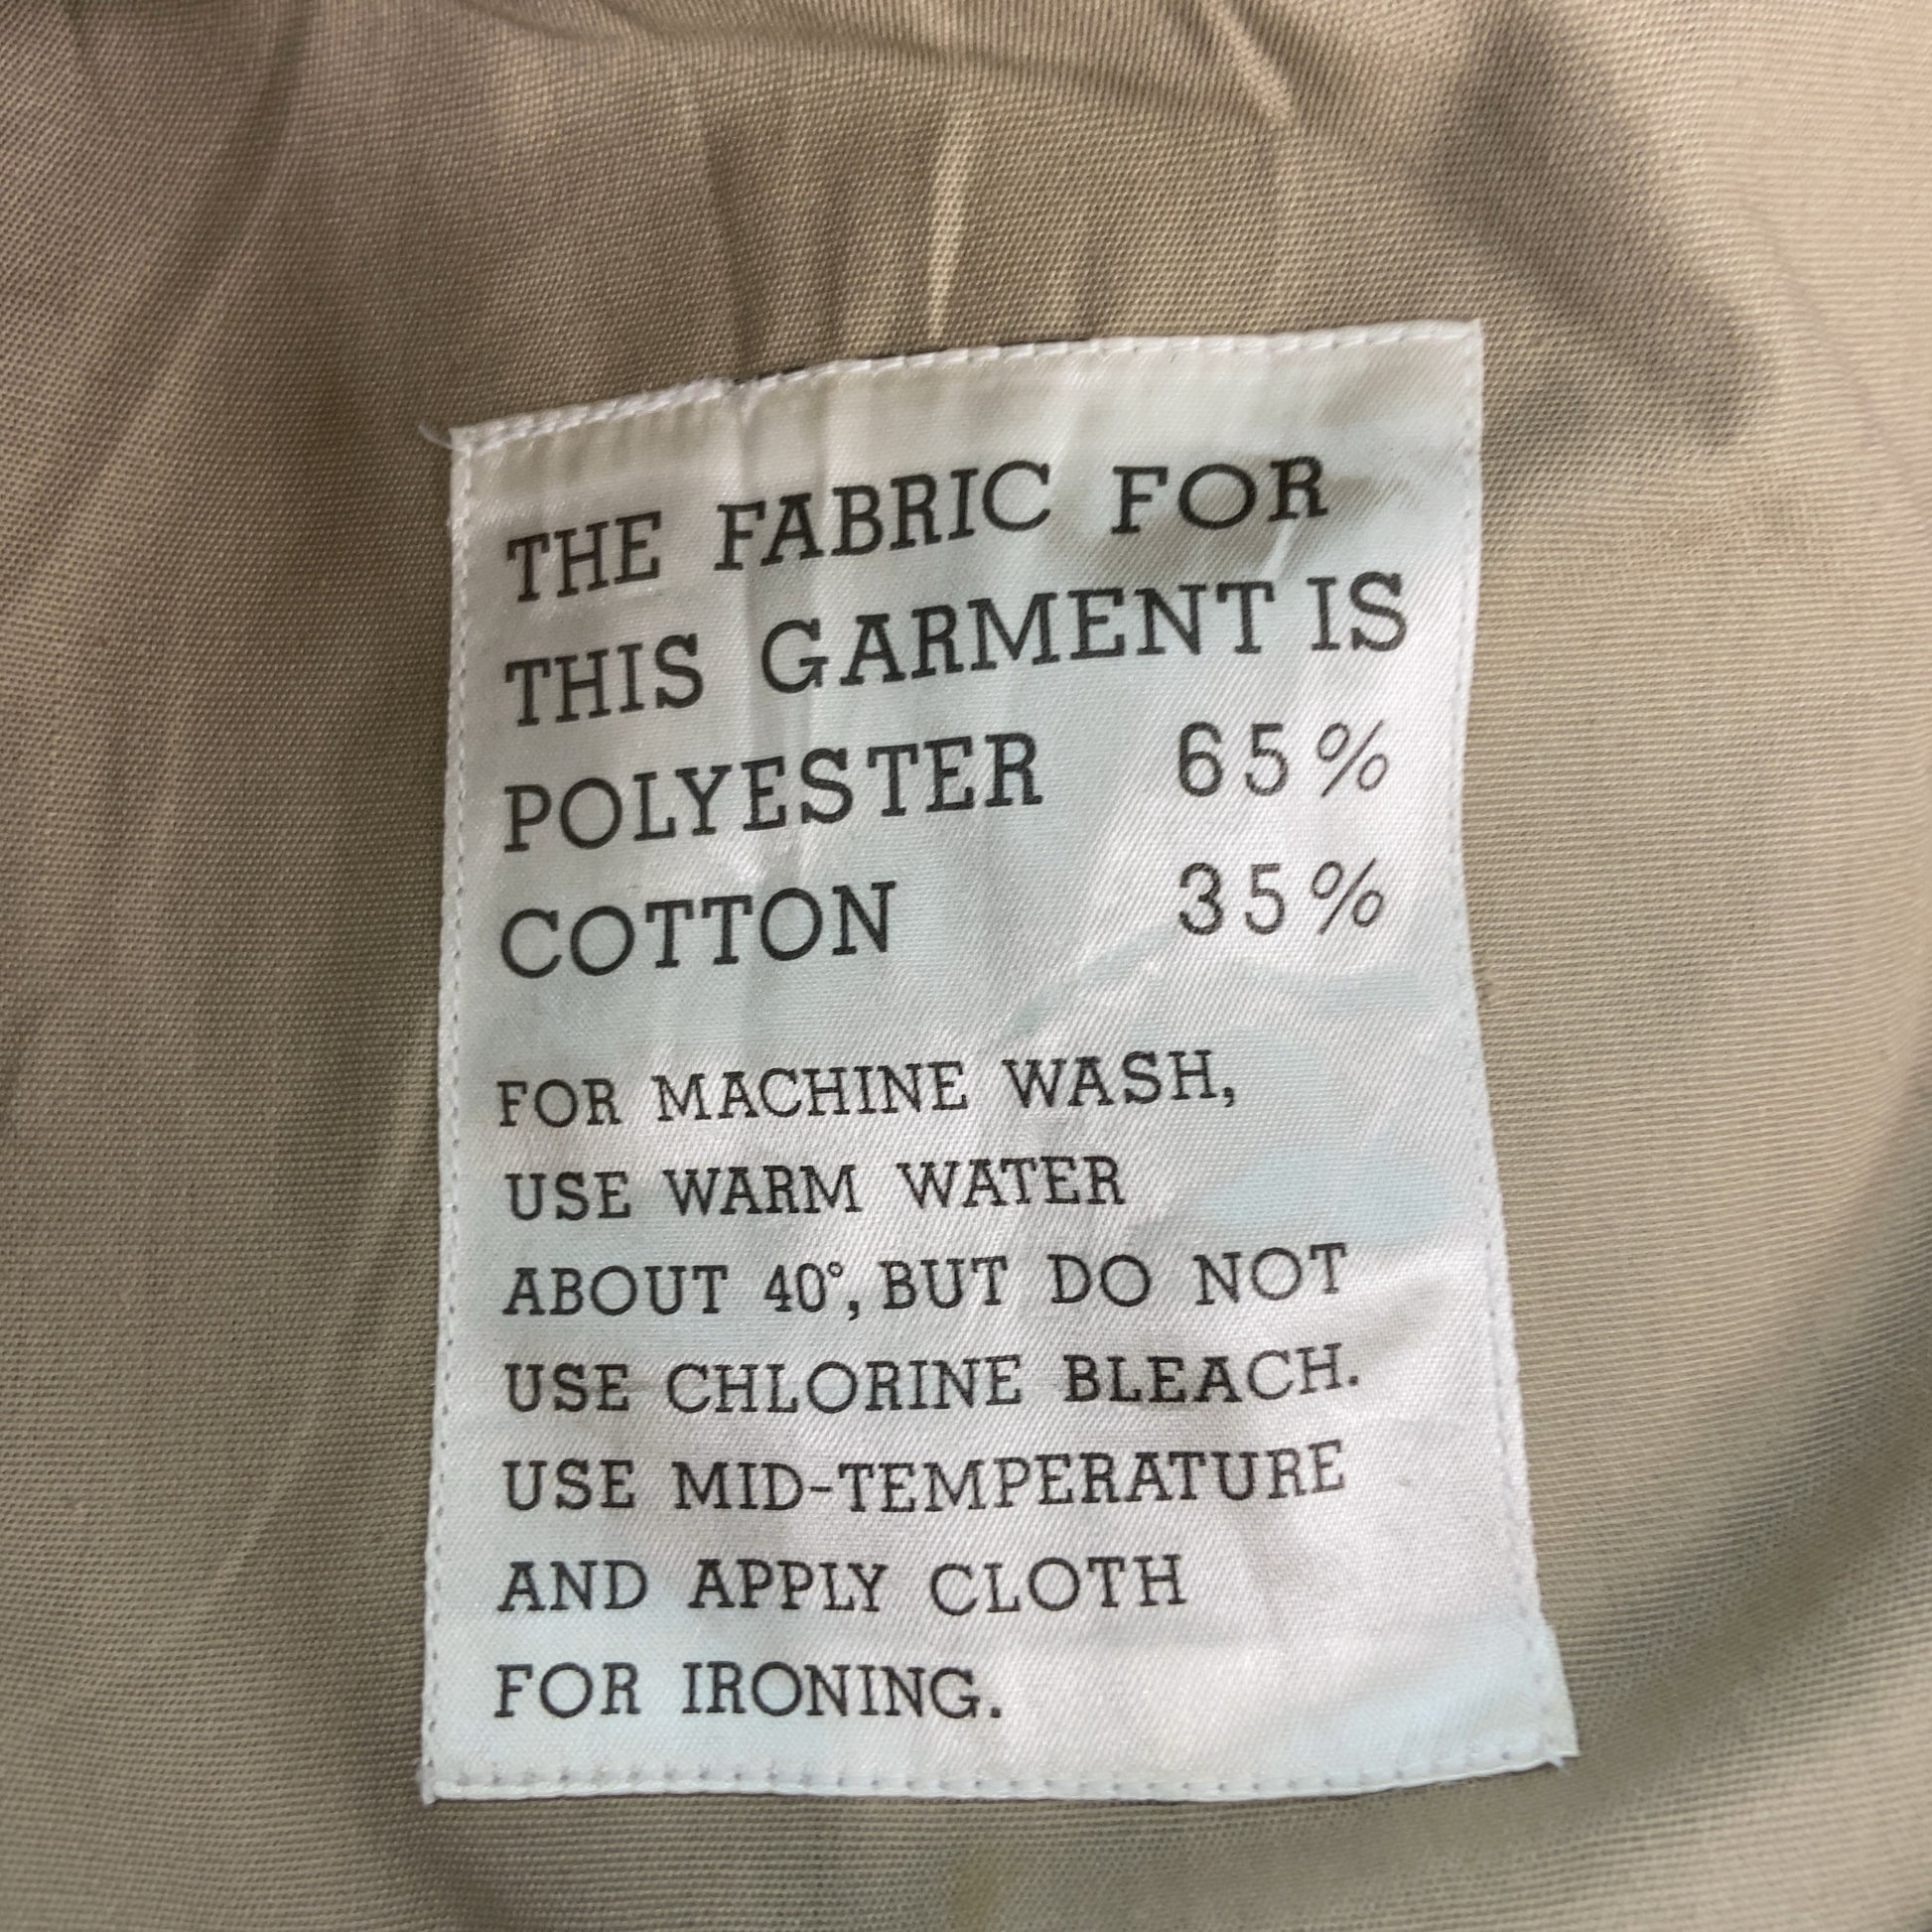 THE FABRIC FOR
THIS GARMENT IS
POLYESTER 65%
COTTON 35%
FOR MACHINE WASH,
USE WARM WATER
ABOUT 40°, BUT DO NOT
USE CHLORINE BLEACH.
USE MID-TEMPERATURE
AND APPLY CLOTH
FOR IRONING.